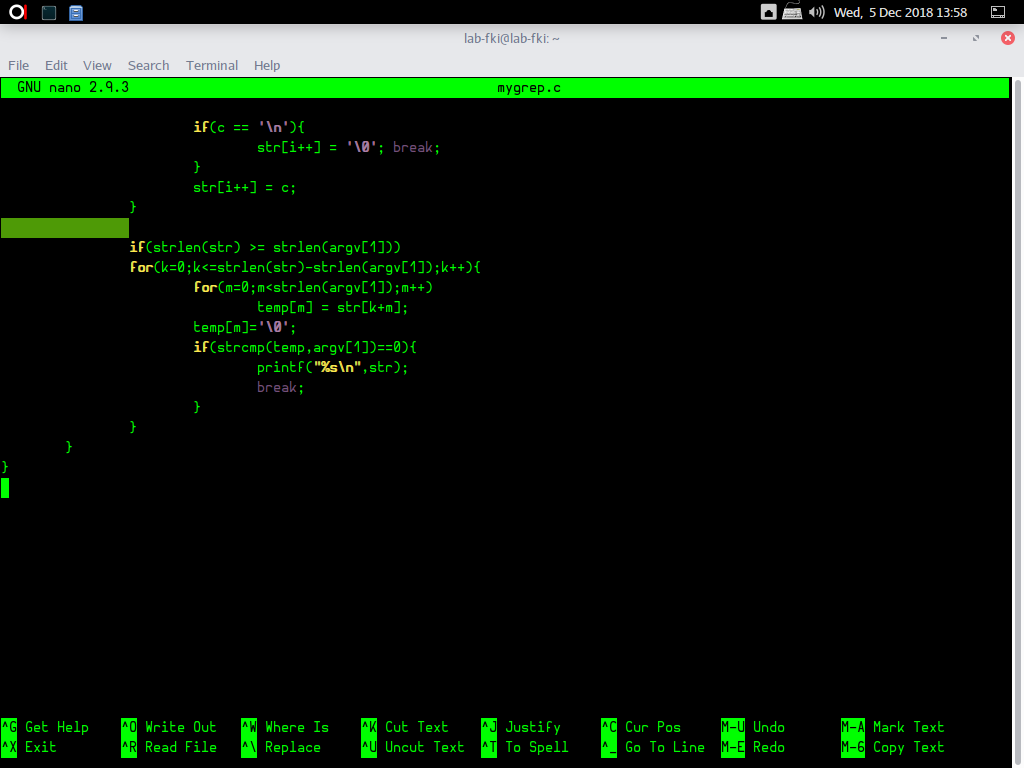 Wed, 5 Dec 2018 13:58
lab-fki@lab-fki: ~
File Edit View Search Terminal Help
GNU nano 2.9.3 mygrep.c
if(c == '\n'){
str[i++] = '\0'; break;
}
str[i++] = c;
}
if(strlen(str) >= strlen(argv[1]))
for(k=0;k<=strlen(str)-strlen(argv[1]);k++){
for(m=0;m<strlen(argv[1]);m++)
temp[m] = str[k+m];
temp[m]='\0';
if(strcmp(temp,argv[1])==0){
printf("%s\n",str);
break;
}
}
}
}
^G Get Help ^O Write Out ^W Where Is ^K Cut Text ^J Justify ^C Cur Pos M-U Undo M-A Mark Text
^X Exit ^R Read File ^\ Replace ^U Uncut Text ^T To Spell ^_ Go To Line M-E Redo M-6 Copy Text